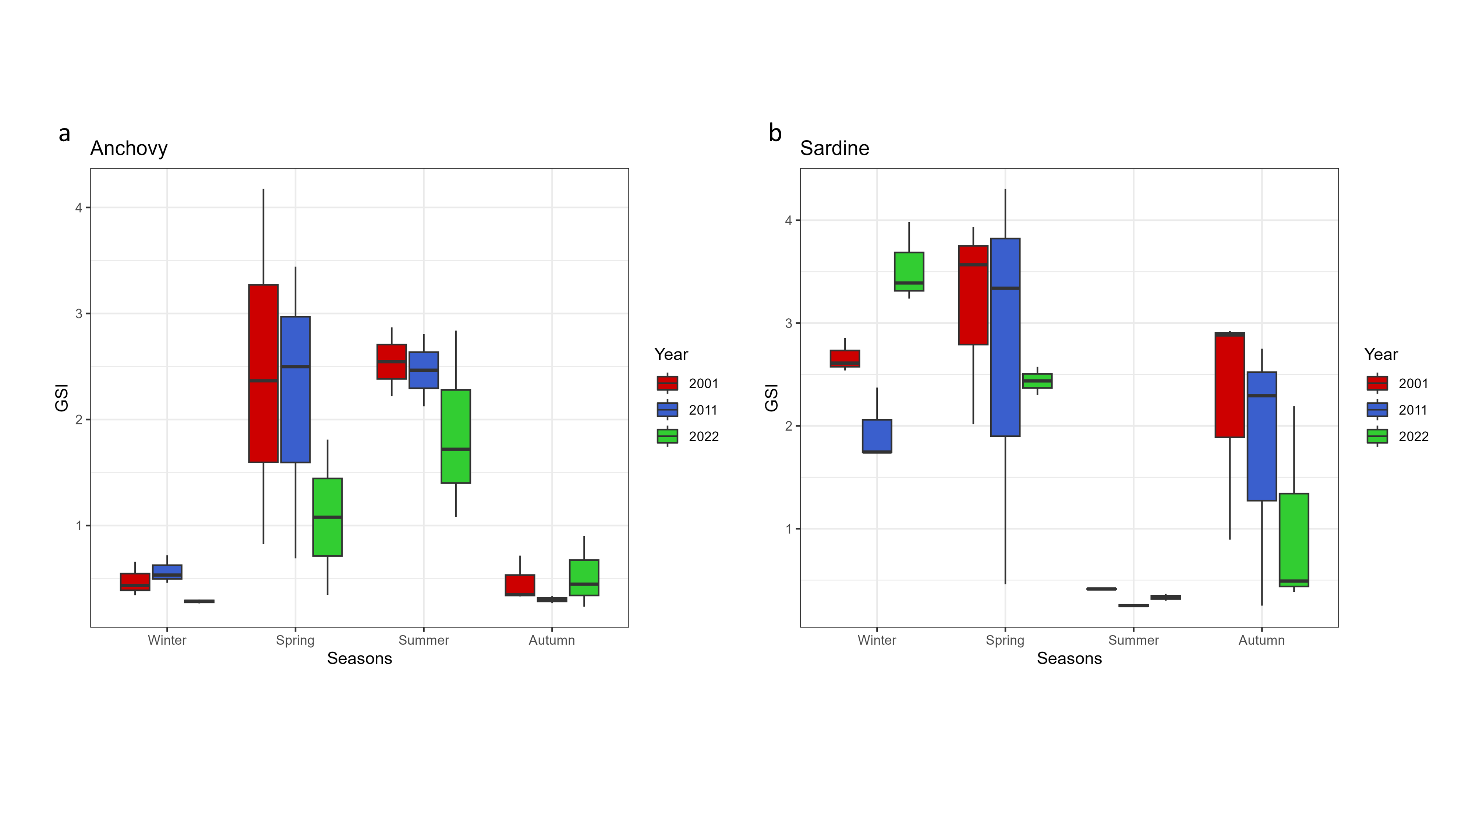 a
Anchovy
4
3
2
1
GSI
Winter
Spring
Summer
Autumn
Seasons
Year
2001
2011
2022
b
Sardine
4
3
2
1
GSI
Winter
Spring
Summer
Autumn
Seasons
Year
2001
2011
2022